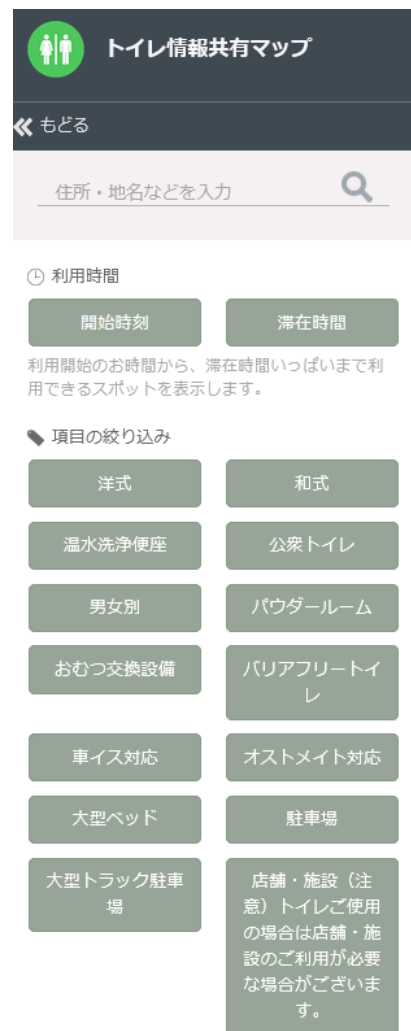 トイレ情報共有マップ
もどる
住所・地名などを入力
利用時間
開始時刻
滞在時間
利用開始のお時間から、滞在時間いっぱいまで利
用できるスポットを表示します。
項目の絞り込み
洋式
和式
温水洗浄便座
公衆トイレ
男女別
パウダールーム
おむつ交換設備
バリアフリートイ
レ
車イス対応
オストメイト対応
大型ベッド
駐車場
大型トラック駐車
場
店舗・施設（注
意）トイレご使用
の場合は店舗・施
設のご利用が必要
な場合がございま
す。